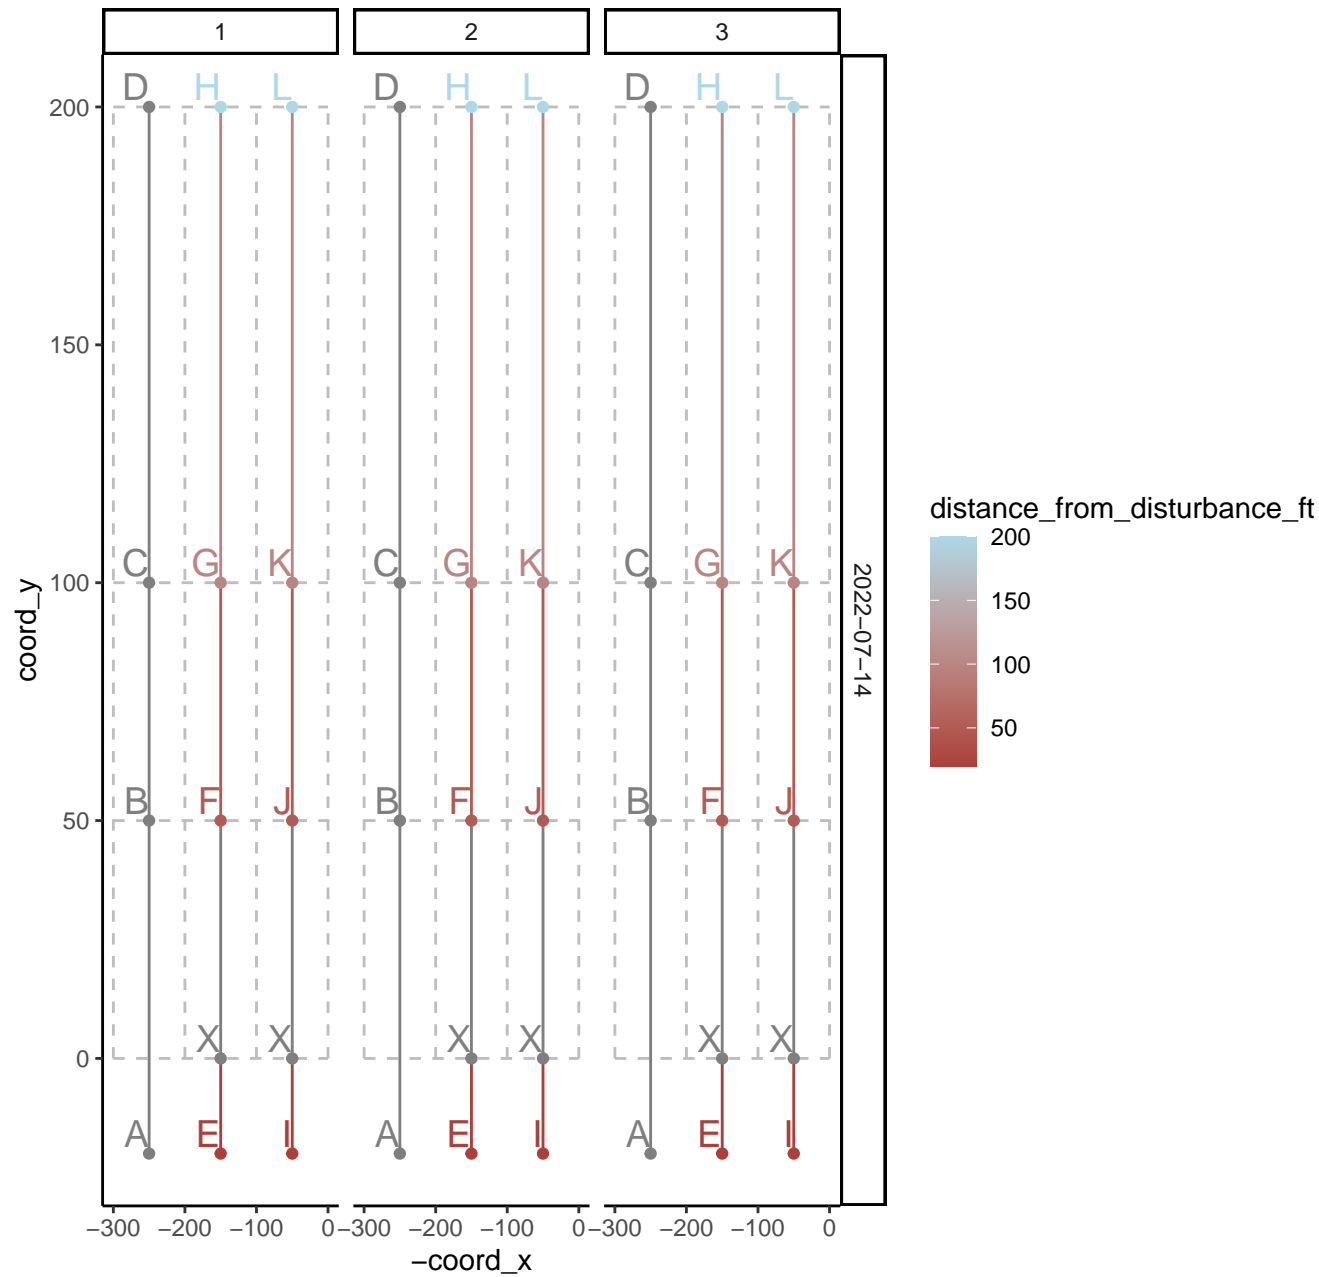 1 2 3
D H L D H L D H L
200
150
C G K C G K C G K
100
B F J B F J B F J
50
X X X X X X
0
A E I A E I A E I
−300 −200 −100 0 −300 −200 −100 0 −300 −200 −100 0
−coord_x
coord_y
2022−07−14
distance_from_disturbance_ft
200
150
100
50